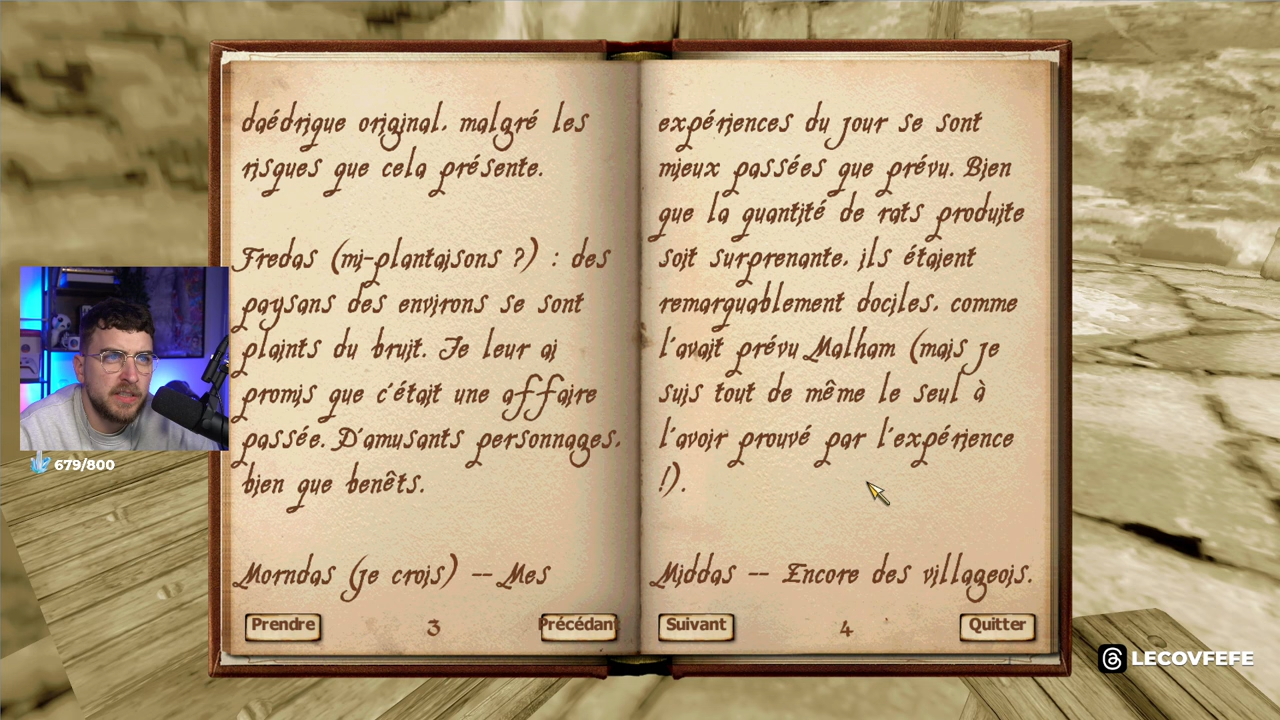 daédrique original, malgré les
risques que cela présente.
Fredas (mi-plantaisons ?) : des
paysans des environs se sont
plaints du bruit. Je leur ai
promis que c'était une affaire
passée. D'amusants personnages,
bien que benêts.
Morndas (je crois) -- Mes
Prendre
3
Précédant
expériences du jour se sont
mieux passées que prévu. Bien
que la quantité de rats produite
soit surprenante, ils étaient
remarquablement dociles, comme
l'avait prévu Malham (mais je
suis tout de même le seul à
l'avoir prouvé par l'expérience
!).
Middas -- Encore des villageois.
Suivant
4
Quitter
679/800
LECOVFEFE